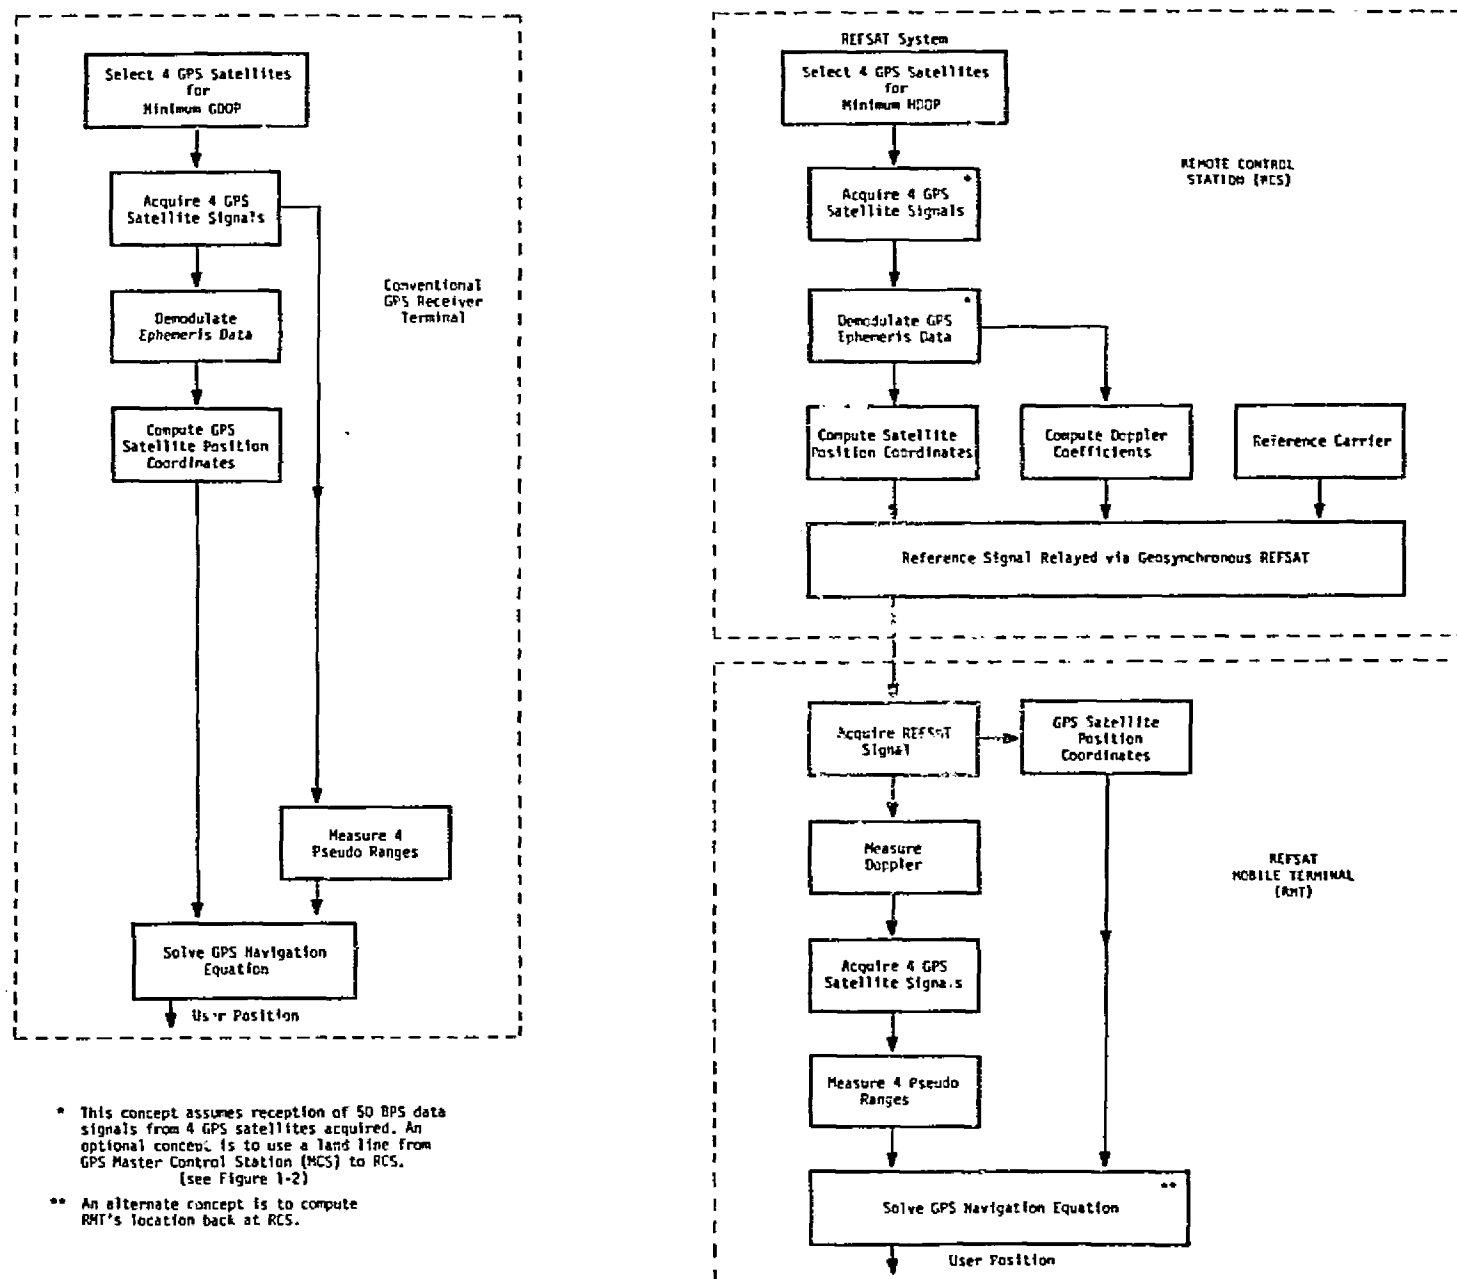 Select 4 GPS Satellites
for
Minimum GDOP
Acquire 4 GPS
Satellite Signals
Demodulate
Ephemeris Data
Compute GPS
Satellite Position
Coordinates
Conventional
GPS Receiver
Terminal
Measure 4
Pseudo Ranges
Solve GPS Navigation
Equation
User Position
* This concept assumes reception of 50 BPS data
signals from 4 GPS satellites acquired. An
optional concept is to use a land line from
GPS Master Control Station (MCS) to RCS.
(see Figure 1-2)
** An alternate concept is to compute
RMT's location back at RCS.
REFSAT System
Select 4 GPS Satellites
for
Minimum HDOP
REMOTE CONTROL
STATION (RCS)
*
Acquire 4 GPS
Satellite Signals
*
Demodulate GPS
Ephemeris Data
Compute Satellite
Position Coordinates
Compute Doppler
Coefficients
Reference Carrier
Reference Signal Relayed via Geosynchronous REFSAT
Acquire REFSAT
Signal
GPS Satellite
Position
Coordinates
Measure
Doppler
REFSAT
MOBILE TERMINAL
(RMT)
Acquire 4 GPS
Satellite Signals
Measure 4 Pseudo
Ranges
**
Solve GPS Navigation Equation
User Position